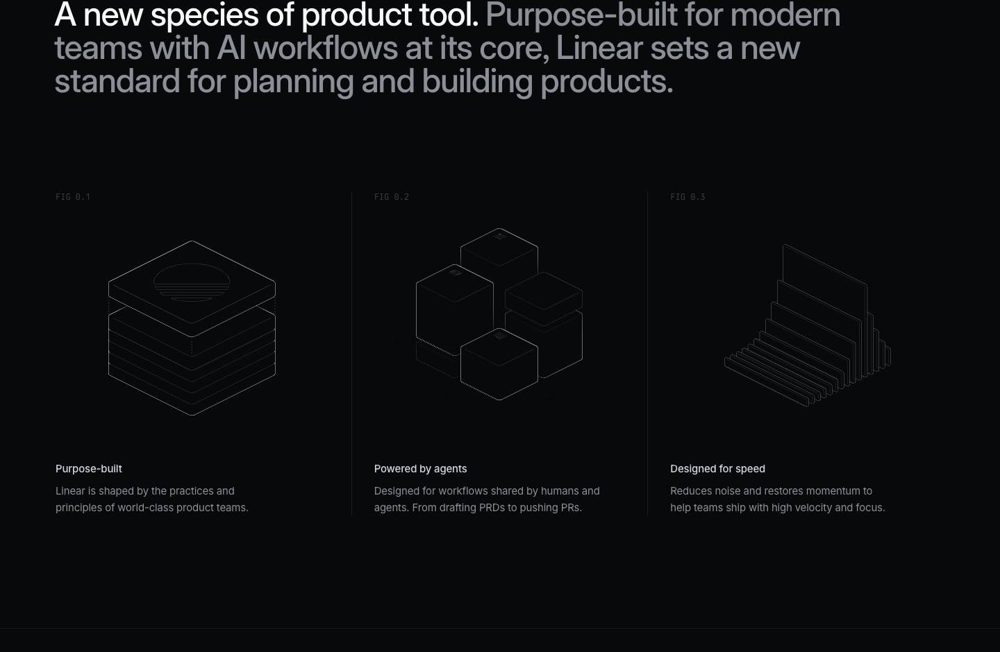 A new species of product tool. Purpose-built for modern
teams with AI workflows at its core, Linear sets a new
standard for planning and building products.
FIG 0.1
FIG 0.2
FIG 0.3
Purpose-built
Linear is shaped by the practices and
principles of world-class product teams.
Powered by agents
Designed for workflows shared by humans and
agents. From drafting PRDs to pushing PRs.
Designed for speed
Reduces noise and restores momentum to
help teams ship with high velocity and focus.